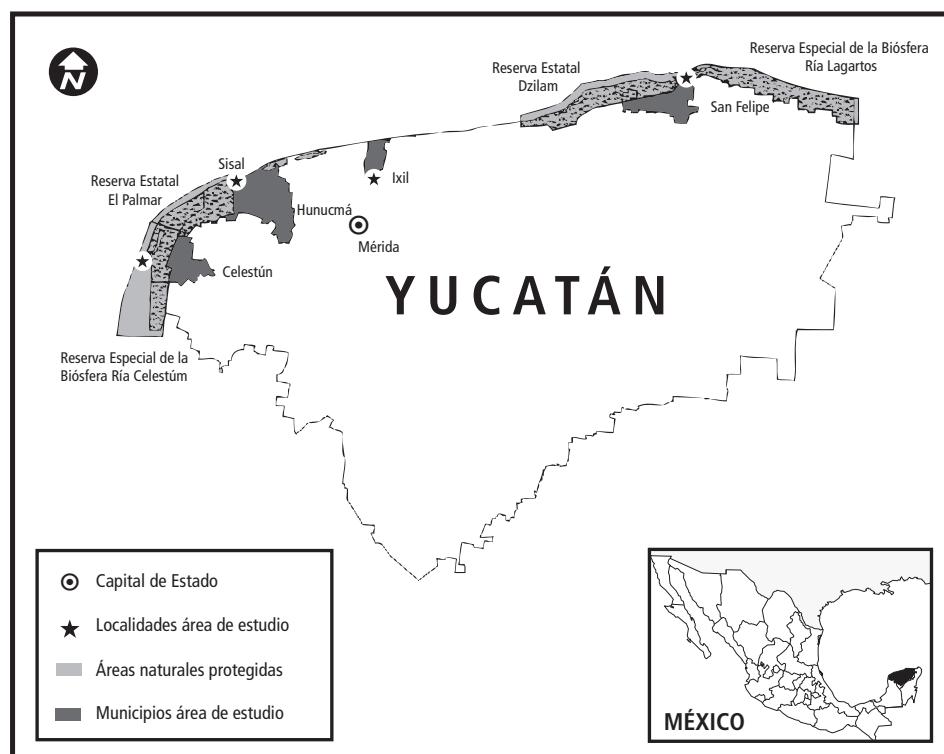 N
Reserva Especial de la Biósfera
Ría Lagartos
Reserva Estatal
Dzilam
San Felipe
Sisal
Reserva Estatal
El Palmar
Ixil
Hunucmá
Mérida
Celestún
YUCATÁN
Reserva Especial de la
Biósfera Ría Celestúm
Capital de Estado
Localidades área de estudio
Áreas naturales protegidas
Municipios área de estudio
MÉXICO